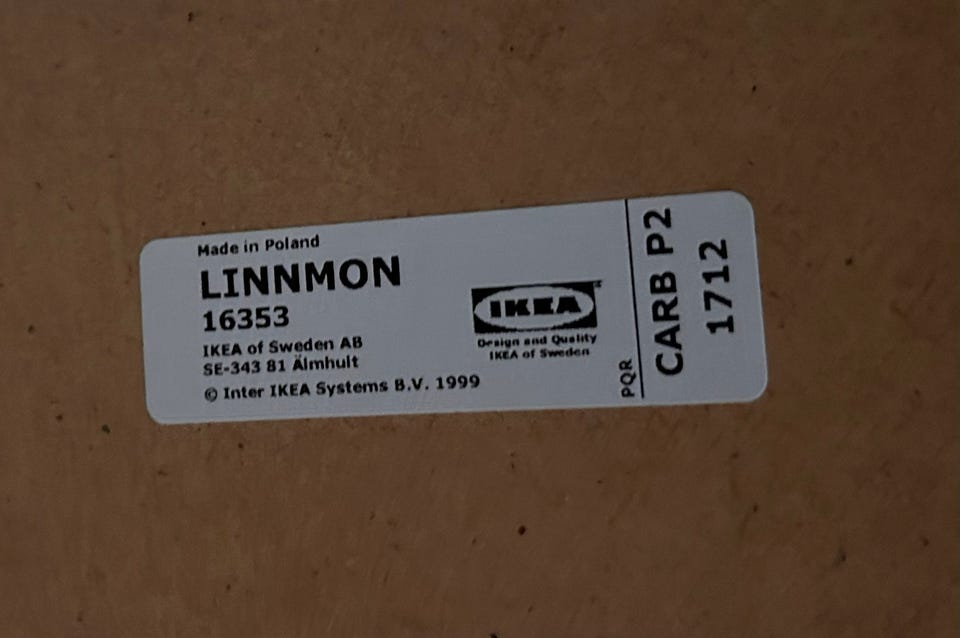 Made in Poland
LINNMON
16353
IKEA of Sweden AB
SE-343 81 Älmhult
© Inter IKEA Systems B.V. 1999
IKEA
Design and Quality
IKEA of Sweden
PQR
CARB P2
1712